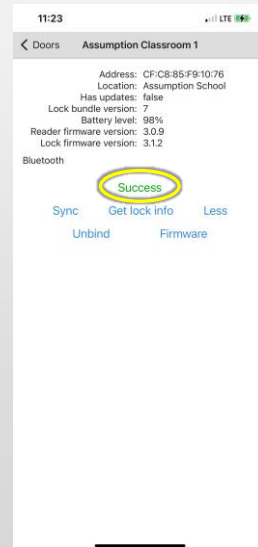 11:23 LTE
Doors Assumption Classroom 1
Address: CF:C8:85:F9:10:76
Location: Assumption School
Has updates: false
Lock bundle version: 7
Battery level: 98%
Reader firmware version: 3.0.9
Lock firmware version: 3.1.2
Bluetooth
Success
Sync Get lock info Less
Unbind Firmware